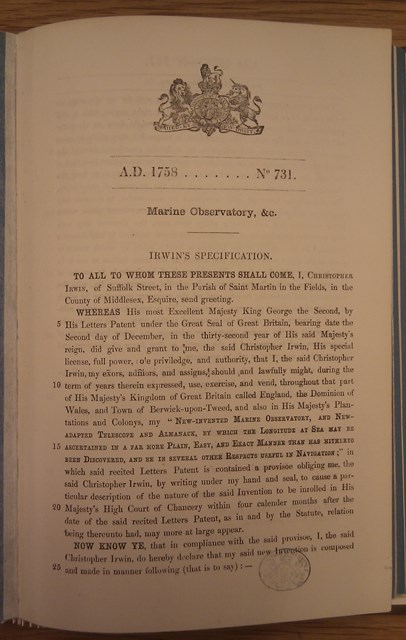 A.D. 1758 . . . . . . . Nº 731.
Marine Observatory, &c.
IRWIN'S SPECIFICATION.
TO ALL TO WHOM THESE PRESENTS SHALL COME, I, CHRISTOPHER
IRWIN, of Suffolk Street, in the Parish of Saint Martin in the Fields, in the
County of Middlesex, Esquire, send greeting.
WHEREAS His most Excellent Majesty King George the Second, by
5 His Letters Patent under the Great Seal of Great Britain, bearing date the
Second day of December, in the thirty-second year of His said Majesty's
reign, did give and grant to me, the said Christopher Irwin, His special
license, full power, sole priviledge, and authority, that I, the said Christopher
Irwin, my exors, adm̃ors, and assigns, should and lawfully might, during the
10 term of years therein expressed, use, exercise, and vend, throughout that part
of His Majesty's Kingdom of Great Britain called England, the Dominion of
Wales, and Town of Berwick-upon-Tweed, and also in His Majesty's Plan-
tations and Colonys, my "NEW-INVENTED MARINE OBSERVATORY, AND NEW-
ADAPTED TELESCOPE AND ALMANACK, BY WHICH THE LONGITUDE AT SEA MAY BE
15 ASCERTAINED IN A FAR MORE PLAIN, EASY, AND EXACT MANNER THAN HAS HITHERTO
BEEN DISCOVERED, AND BE IN SEVERAL OTHER RESPECTS USEFUL IN NAVIGATION;" in
which said recited Letters Patent is contained a provisoe obliging me, the
said Christopher Irwin, by writing under my hand and seal, to cause a par-
ticular description of the nature of the said Invention to be inrolled in His
20 Majesty's High Court of Chancery within four calender months after the
date of the said recited Letters Patent, as in and by the Statute, relation
being thereunto had, may more at large appear.
NOW KNOW YE, that in compliance with the said provisoe, I, the said
Christopher Irwin, do hereby declare that my said new Invention is composed
25 and made in manner following (that is to say) :—